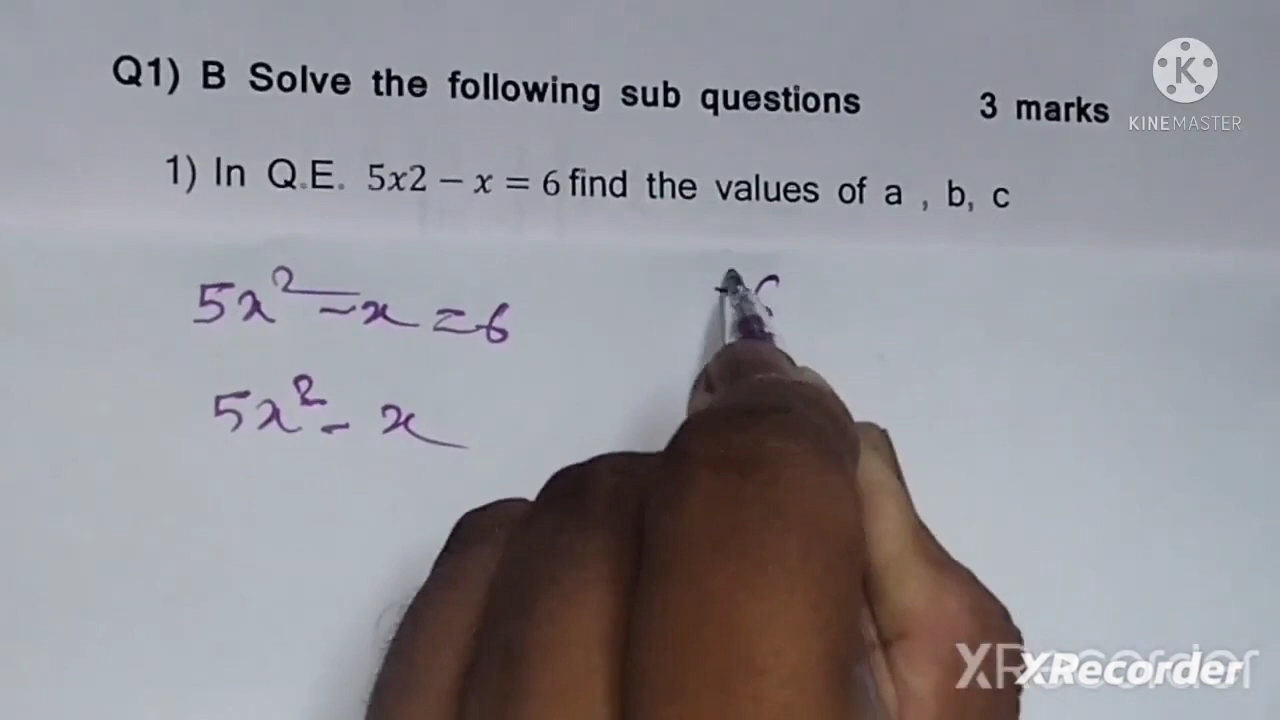 Q1) B Solve the following sub questions 3 marks
K
KINEMASTER
1) In Q.E. 5x2 – x = 6 find the values of a , b, c
5x² – x = 6
5x² - x
XRecorder
XRecorder